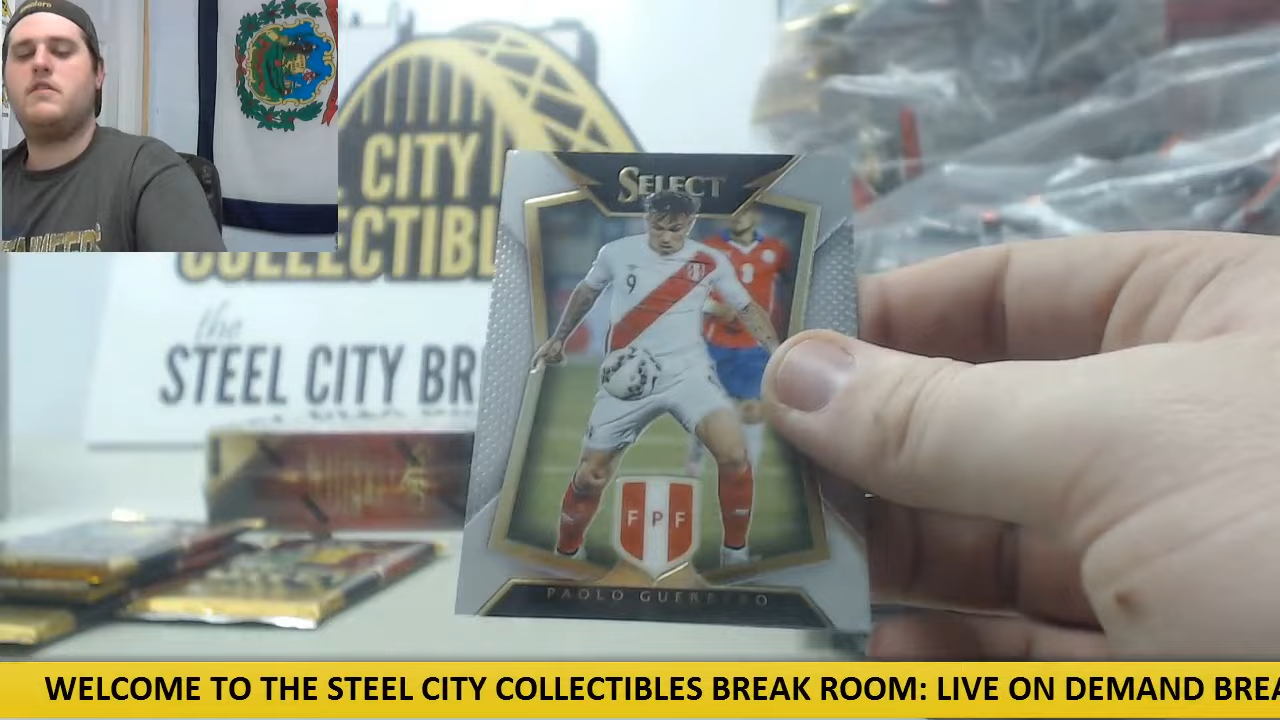 CITY
COLLECTIBL
the
STEEL CITY BR
SELECT
9
FPF
PAOLO GUERRERO
WELCOME TO THE STEEL CITY COLLECTIBLES BREAK ROOM: LIVE ON DEMAND BREA